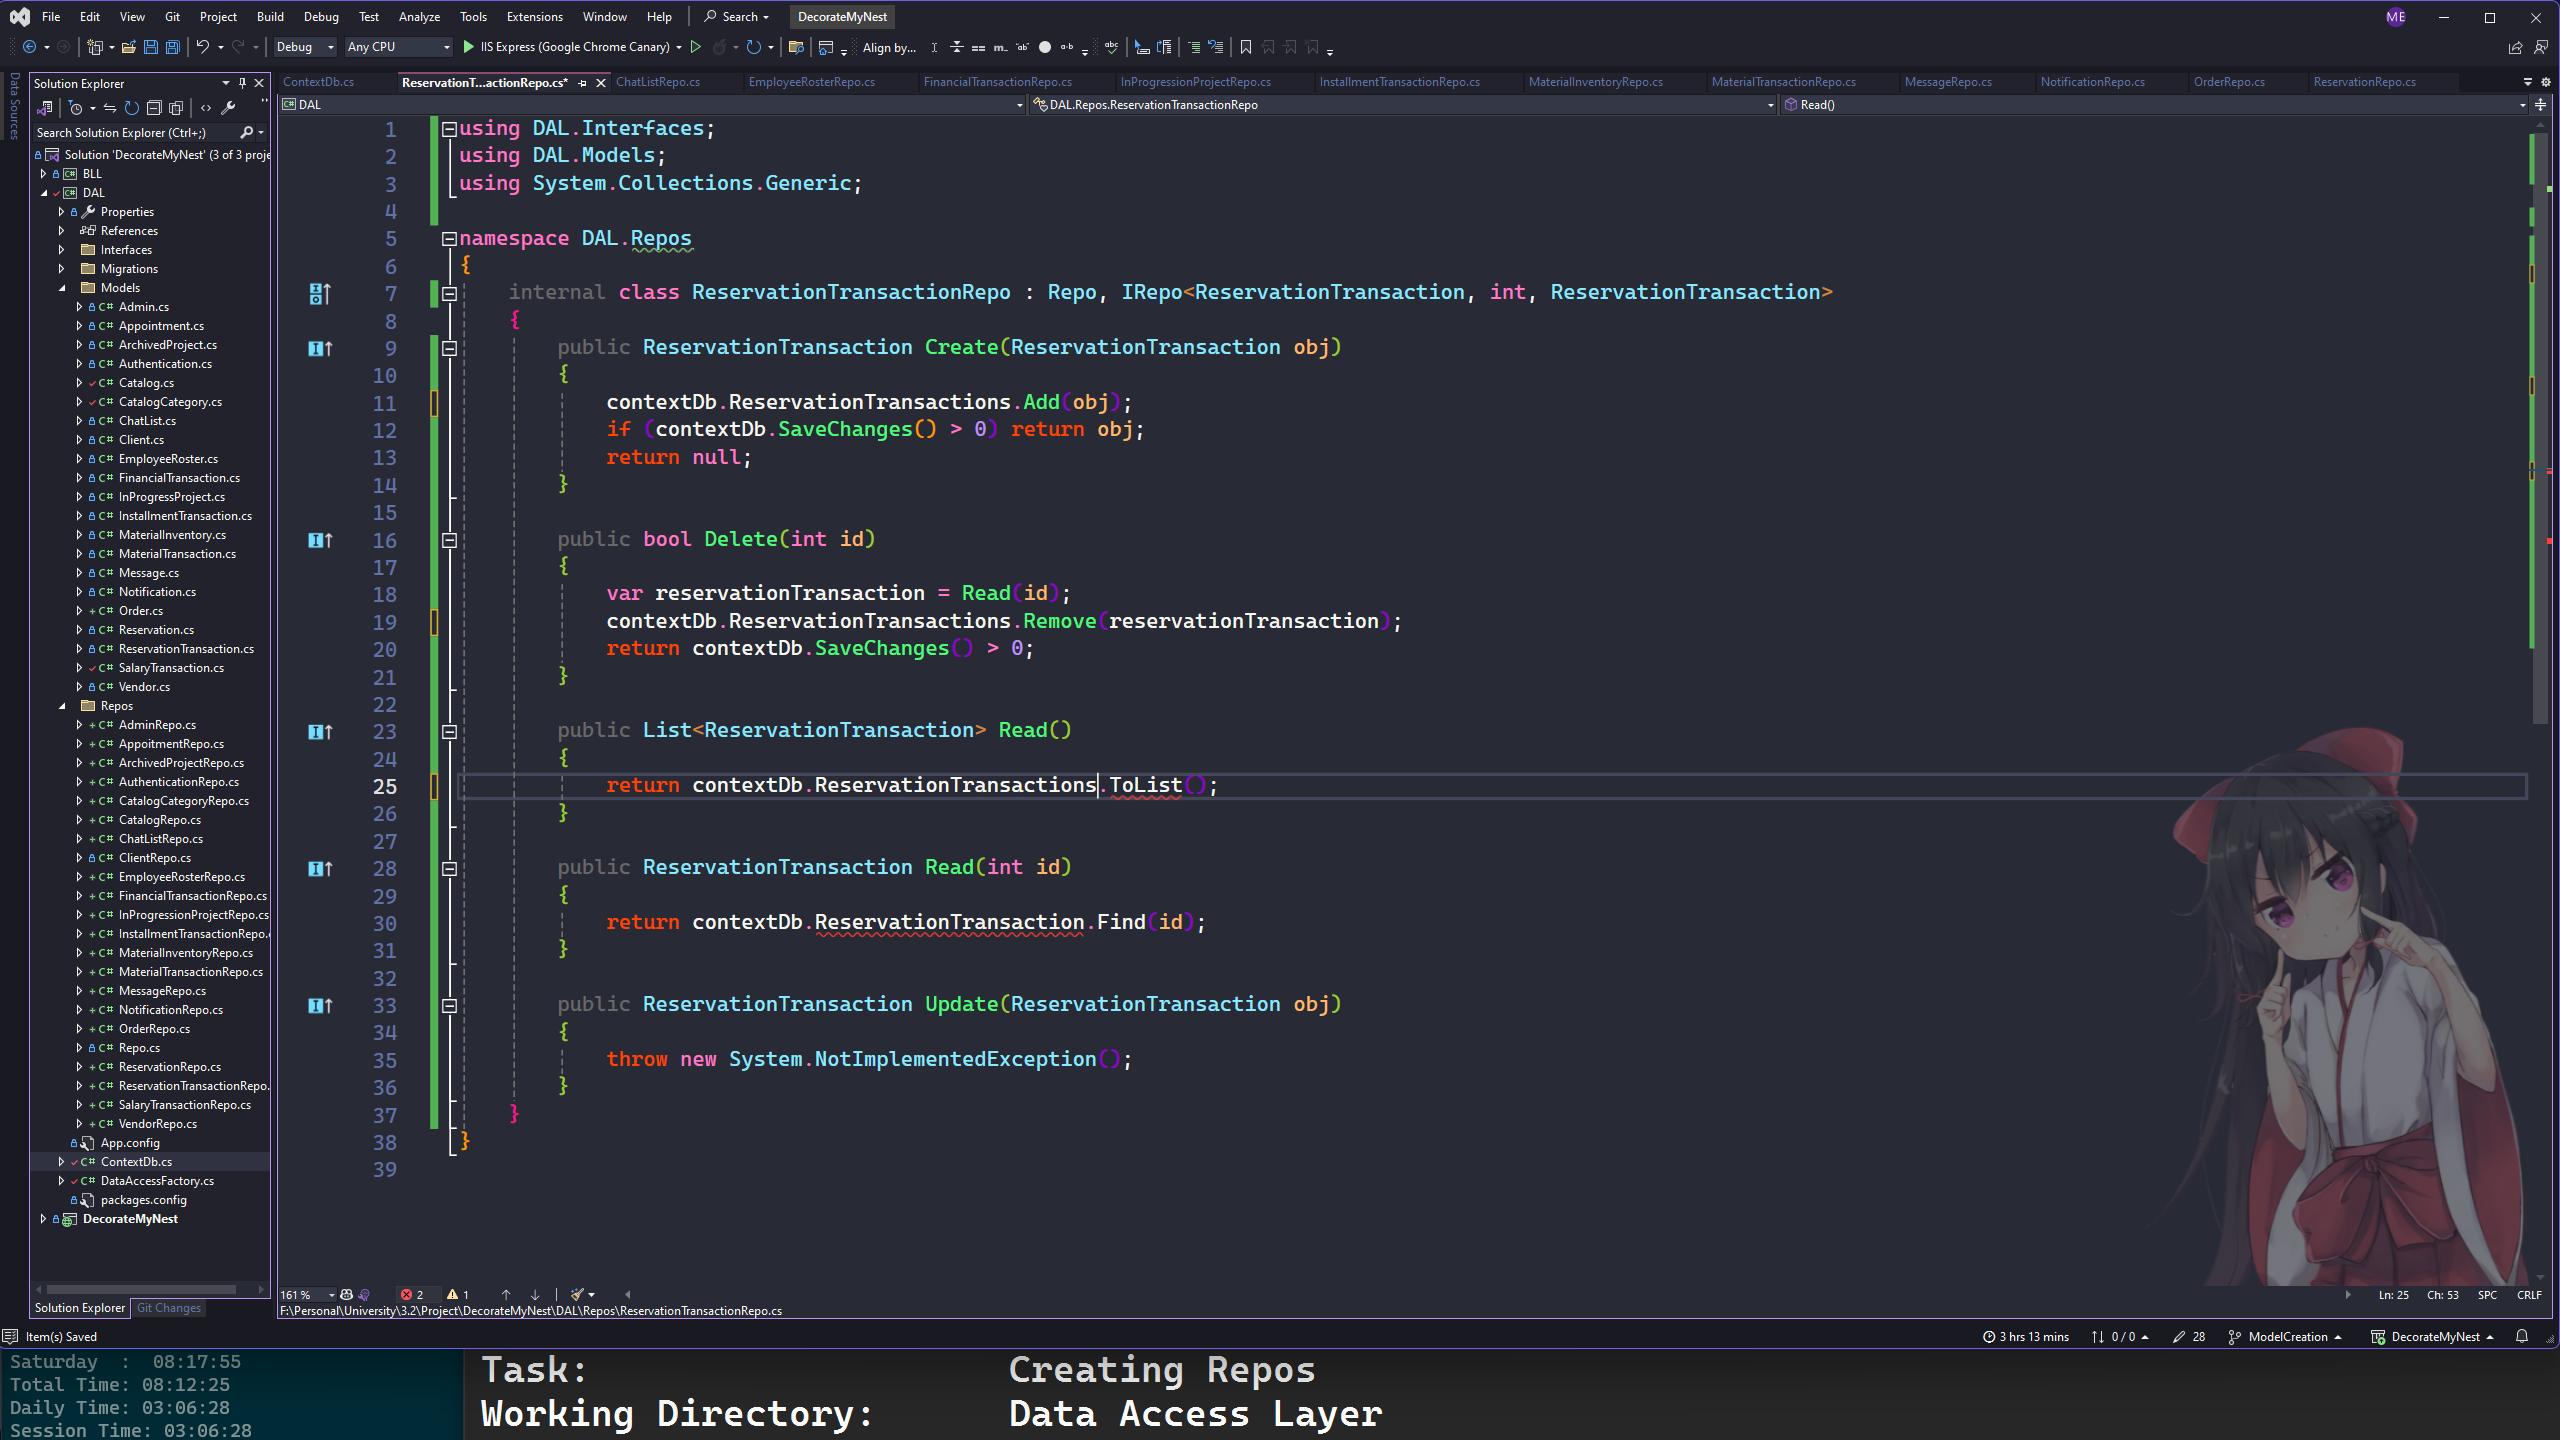 File Edit View Git Project Build Debug Test Analyze Tools Extensions Window Help Search DecorateMyNest ME
Debug Any CPU IIS Express (Google Chrome Canary) Align by...
Data Sources
Solution Explorer
Search Solution Explorer (Ctrl+;)
Solution 'DecorateMyNest' (3 of 3 proje
BLL
DAL
Properties
References
Interfaces
Migrations
Models
C# Admin.cs
C# Appointment.cs
C# ArchivedProject.cs
C# Authentication.cs
C# Catalog.cs
C# CatalogCategory.cs
C# ChatList.cs
C# Client.cs
C# EmployeeRoster.cs
C# FinancialTransaction.cs
C# InProgressProject.cs
C# InstallmentTransaction.cs
C# MaterialInventory.cs
C# MaterialTransaction.cs
C# Message.cs
C# Notification.cs
C# Order.cs
C# Reservation.cs
C# ReservationTransaction.cs
C# SalaryTransaction.cs
C# Vendor.cs
Repos
C# AdminRepo.cs
C# AppoitmentRepo.cs
C# ArchivedProjectRepo.cs
C# AuthenticationRepo.cs
C# CatalogCategoryRepo.cs
C# CatalogRepo.cs
C# ChatListRepo.cs
C# ClientRepo.cs
C# EmployeeRosterRepo.cs
C# FinancialTransactionRepo.cs
C# InProgressionProjectRepo.cs
C# InstallmentTransactionRepo.
C# MaterialInventoryRepo.cs
C# MaterialTransactionRepo.cs
C# MessageRepo.cs
C# NotificationRepo.cs
C# OrderRepo.cs
C# Repo.cs
C# ReservationRepo.cs
C# ReservationTransactionRepo.
C# SalaryTransactionRepo.cs
C# VendorRepo.cs
App.config
C# ContextDb.cs
C# DataAccessFactory.cs
packages.config
DecorateMyNest
Solution Explorer Git Changes
ContextDb.cs ReservationT...actionRepo.cs* ChatListRepo.cs EmployeeRosterRepo.cs FinancialTransactionRepo.cs InProgressionProjectRepo.cs InstallmentTransactionRepo.cs MaterialInventoryRepo.cs MaterialTransactionRepo.cs MessageRepo.cs NotificationRepo.cs OrderRepo.cs ReservationRepo.cs
DAL DAL.Repos.ReservationTransactionRepo Read()
1 using DAL.Interfaces;
2 using DAL.Models;
3 using System.Collections.Generic;
4
5 namespace DAL.Repos
6 {
7 internal class ReservationTransactionRepo : Repo, IRepo<ReservationTransaction, int, ReservationTransaction>
8 {
9 public ReservationTransaction Create(ReservationTransaction obj)
10 {
11 contextDb.ReservationTransactions.Add(obj);
12 if (contextDb.SaveChanges() > 0) return obj;
13 return null;
14 }
15
16 public bool Delete(int id)
17 {
18 var reservationTransaction = Read(id);
19 contextDb.ReservationTransactions.Remove(reservationTransaction);
20 return contextDb.SaveChanges() > 0;
21 }
22
23 public List<ReservationTransaction> Read()
24 {
25 return contextDb.ReservationTransactions.ToList();
26 }
27
28 public ReservationTransaction Read(int id)
29 {
30 return contextDb.ReservationTransaction.Find(id);
31 }
32
33 public ReservationTransaction Update(ReservationTransaction obj)
34 {
35 throw new System.NotImplementedException();
36 }
37 }
38 }
39
161 % 2 1 Ln: 25 Ch: 53 SPC CRLF
F:\Personal\University\3.2\Project\DecorateMyNest\DAL\Repos\ReservationTransactionRepo.cs
Item(s) Saved 3 hrs 13 mins 0 / 0 28 ModelCreation DecorateMyNest
Saturday : 08:17:55
Total Time: 08:12:25
Daily Time: 03:06:28
Session Time: 03:06:28
Task: Creating Repos
Working Directory: Data Access Layer